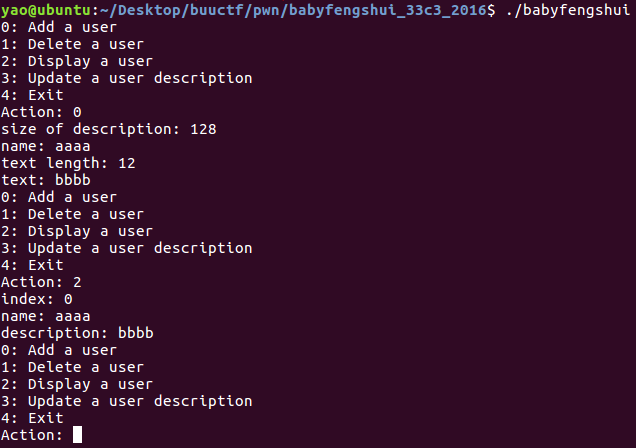 yao@ubuntu:~/Desktop/buuctf/pwn/babyfengshui_33c3_2016$ ./babyfengshui
0: Add a user
1: Delete a user
2: Display a user
3: Update a user description
4: Exit
Action: 0
size of description: 128
name: aaaa
text length: 12
text: bbbb
0: Add a user
1: Delete a user
2: Display a user
3: Update a user description
4: Exit
Action: 2
index: 0
name: aaaa
description: bbbb
0: Add a user
1: Delete a user
2: Display a user
3: Update a user description
4: Exit
Action: